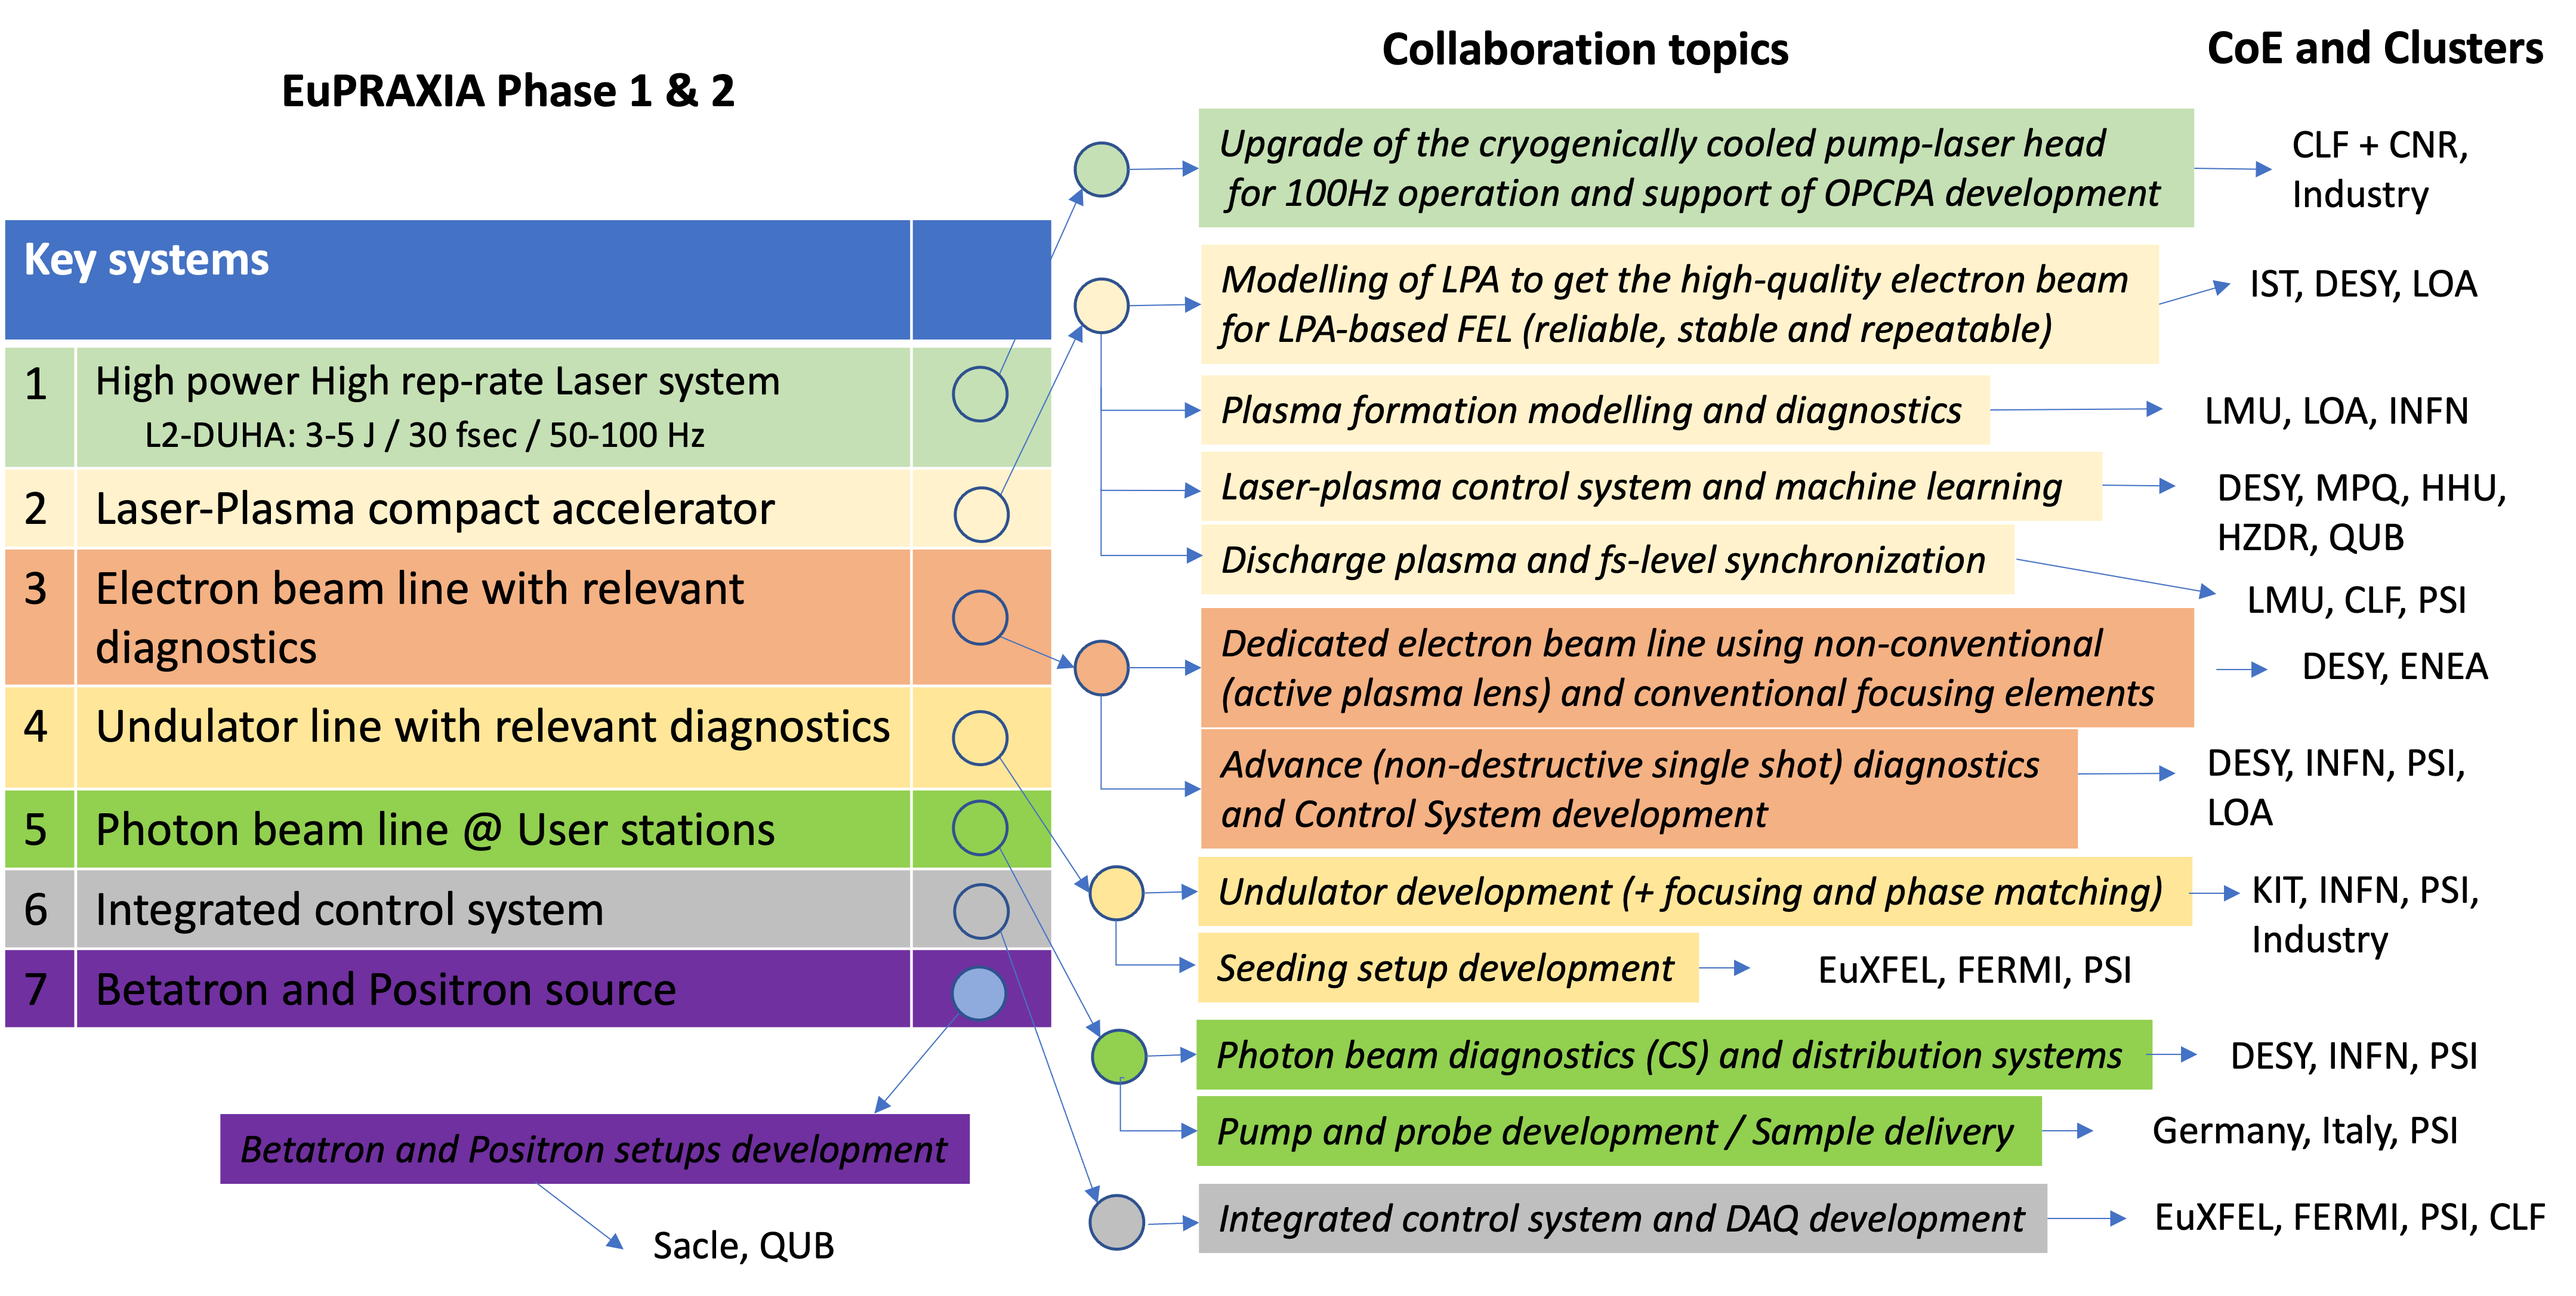 EuPRAXIA Phase 1 & 2
Key systems
1 High power High rep-rate Laser system
L2-DUHA: 3-5 J / 30 fsec / 50-100 Hz
2 Laser-Plasma compact accelerator
3 Electron beam line with relevant
diagnostics
4 Undulator line with relevant diagnostics
5 Photon beam line @ User stations
6 Integrated control system
7 Betatron and Positron source
Betatron and Positron setups development
Sacle, QUB
Collaboration topics
CoE and Clusters
Upgrade of the cryogenically cooled pump-laser head
for 100Hz operation and support of OPCPA development
CLF + CNR,
Industry
Modelling of LPA to get the high-quality electron beam
for LPA-based FEL (reliable, stable and repeatable)
IST, DESY, LOA
Plasma formation modelling and diagnostics
LMU, LOA, INFN
Laser-plasma control system and machine learning
DESY, MPQ, HHU,
HZDR, QUB
Discharge plasma and fs-level synchronization
LMU, CLF, PSI
Dedicated electron beam line using non-conventional
(active plasma lens) and conventional focusing elements
DESY, ENEA
Advance (non-destructive single shot) diagnostics
and Control System development
DESY, INFN, PSI,
LOA
Undulator development (+ focusing and phase matching)
KIT, INFN, PSI,
Industry
Seeding setup development
EuXFEL, FERMI, PSI
Photon beam diagnostics (CS) and distribution systems
DESY, INFN, PSI
Pump and probe development / Sample delivery
Germany, Italy, PSI
Integrated control system and DAQ development
EuXFEL, FERMI, PSI, CLF